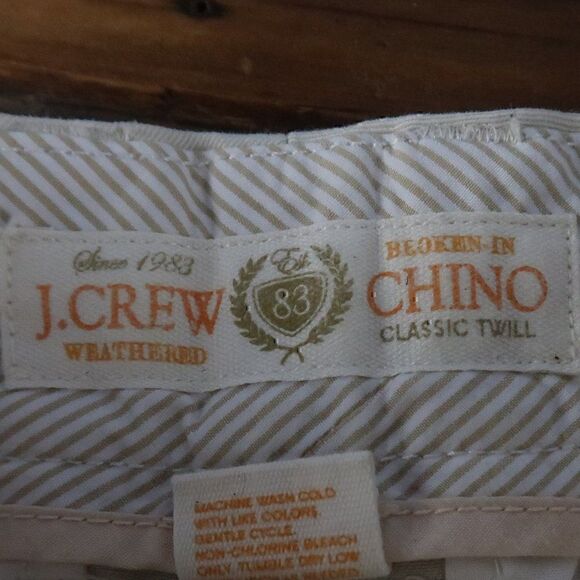 Since 1983
J.CREW
WEATHERED
Est
83
BROKEN-IN
CHINO
CLASSIC TWILL
MACHINE WASH COLD
WITH LIKE COLORS.
GENTLE CYCLE.
NON-CHLORINE BLEACH
ONLY TUMBLE DRY LOW